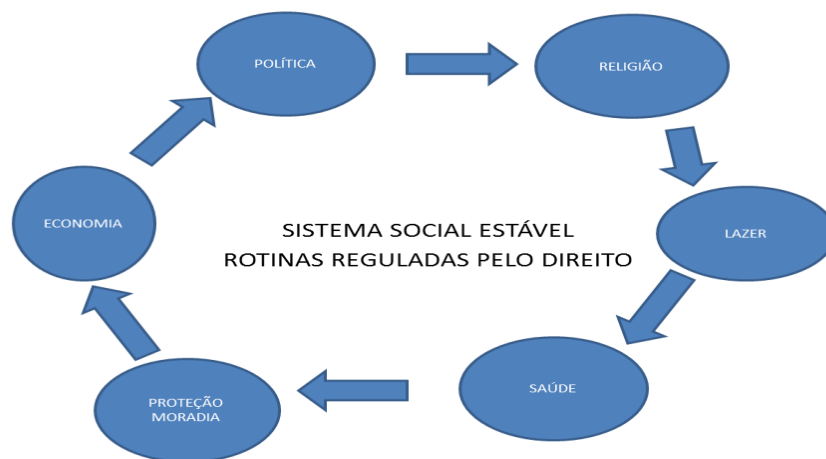 POLÍTICA
RELIGIÃO
ECONOMIA
SISTEMA SOCIAL ESTÁVEL
ROTINAS REGULADAS PELO DIREITO
LAZER
SAÚDE
PROTEÇÃO
MORADIA